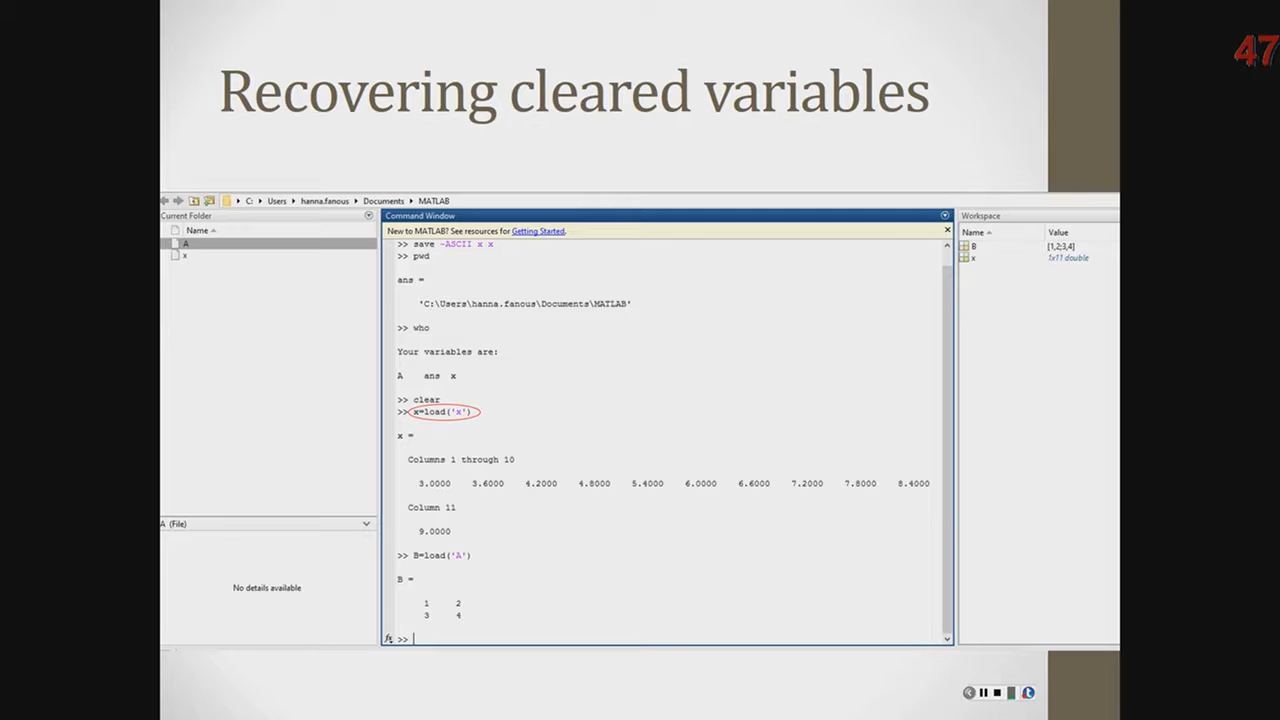 47
Recovering cleared variables
C: Users hanna.fanous Documents MATLAB
Current Folder
Name
A
x
A (File)
No details available
Command Window
New to MATLAB? See resources for Getting Started.
>> save -ASCII x x
>> pwd
ans =
'C:\Users\hanna.fanous\Documents\MATLAB'
>> who
Your variables are:
A ans x
>> clear
>> x=load('x')
x =
Columns 1 through 10
3.0000 3.6000 4.2000 4.8000 5.4000 6.0000 6.6000 7.2000 7.8000 8.4000
Column 11
9.0000
>> B=load('A')
B =
1 2
3 4
fx >>
Workspace
Name Value
B [1,2;3,4]
x 1x11 double